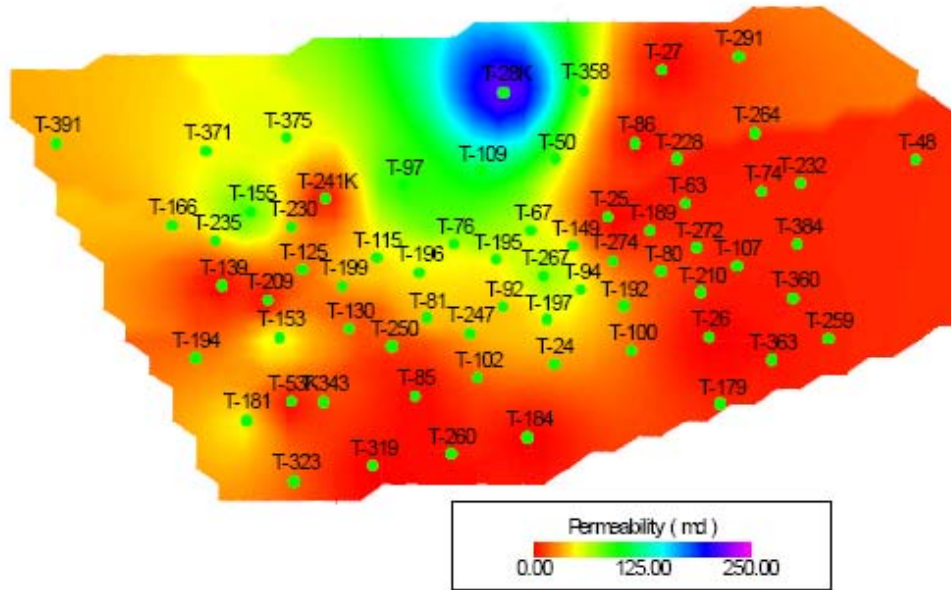 T-291
T-27
T-28K
T-358
T-264
T-391
T-371
T-375
T-86
T-50
T-228
T-48
T-109
T-97
T-241K
T-74
T-232
T-155
T-25
T-63
T-166
T-230
T-235
T-76
T-67
T-189
T-384
T-149
T-272
T-115
T-195
T-274
T-125
T-196
T-267
T-80
T-107
T-139
T-199
T-94
T-210
T-209
T-360
T-92
T-192
T-81
T-197
T-130
T-247
T-26
T-259
T-153
T-250
T-194
T-100
T-24
T-363
T-102
T-85
T-53K
T-343
T-181
T-179
T-184
T-260
T-319
T-323
Permeability ( md )
0.00 125.00 250.00